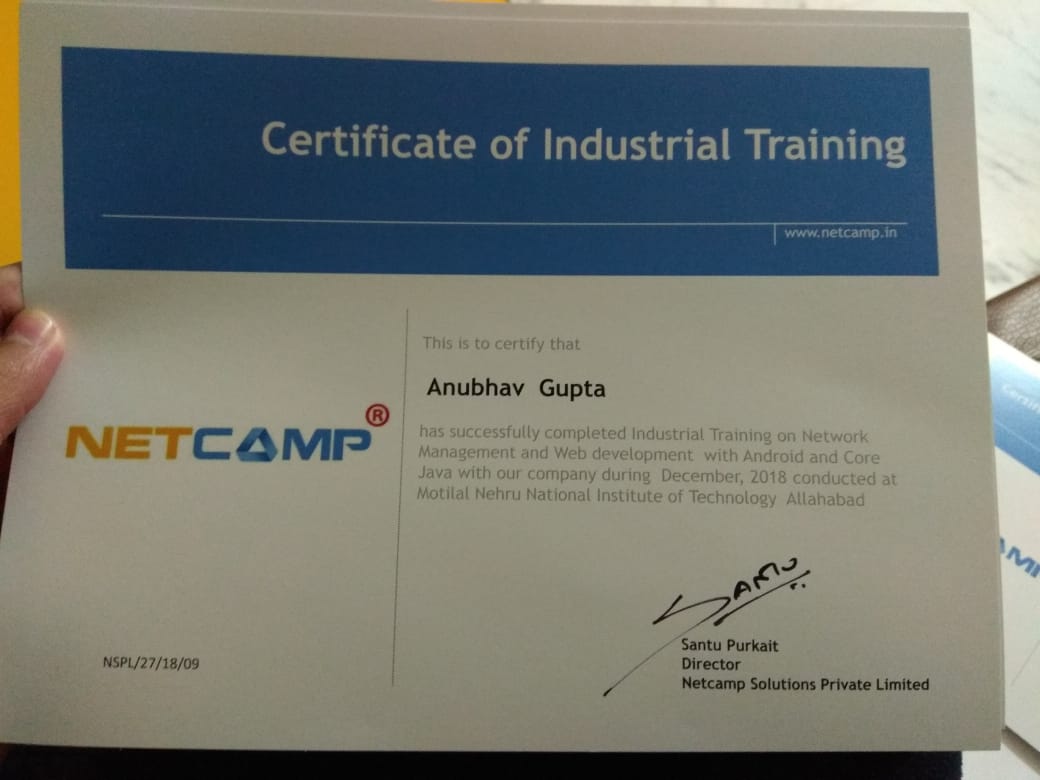 Certificate of Industrial Training
www.netcamp.in
This is to certify that
Anubhav Gupta
NETCAMP®
has successfully completed Industrial Training on Network
Management and Web development with Android and Core
Java with our company during December, 2018 conducted at
Motilal Nehru National Institute of Technology Allahabad
SANTU
Santu Purkait
Director
Netcamp Solutions Private Limited
NSPL/27/18/09